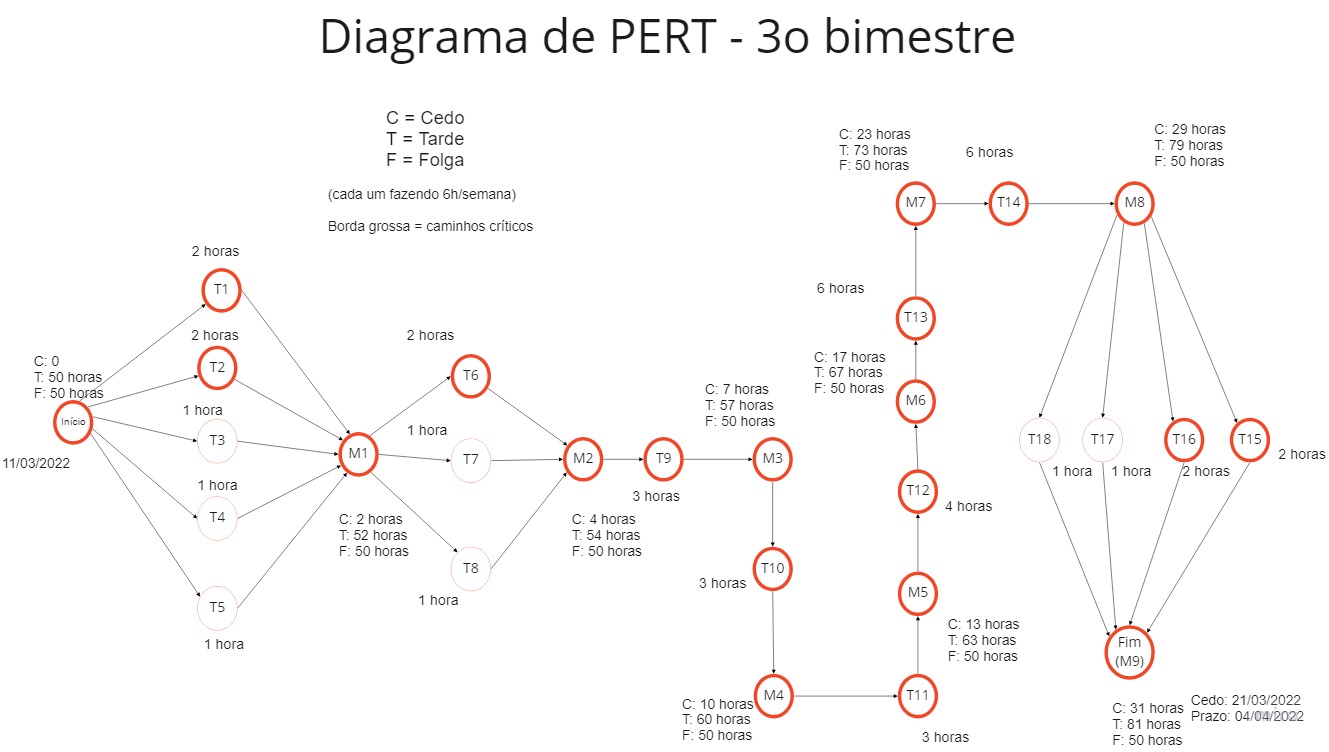 Diagrama de PERT - 3o bimestre
C = Cedo
T = Tarde
F = Folga
(cada um fazendo 6h/semana)
Borda grossa = caminhos críticos
C: 0
T: 50 horas
F: 50 horas
Início
11/03/2022
2 horas
T1
2 horas
T2
1 hora
T3
1 hora
T4
T5
1 hora
M1
C: 2 horas
T: 52 horas
F: 50 horas
2 horas
T6
1 hora
T7
T8
1 hora
M2
C: 4 horas
T: 54 horas
F: 50 horas
T9
3 horas
C: 7 horas
T: 57 horas
F: 50 horas
M3
T10
3 horas
M4
C: 10 horas
T: 60 horas
F: 50 horas
T11
3 horas
M5
C: 13 horas
T: 63 horas
F: 50 horas
T12
4 horas
C: 17 horas
T: 67 horas
F: 50 horas
M6
6 horas
T13
C: 23 horas
T: 73 horas
F: 50 horas
M7
6 horas
T14
C: 29 horas
T: 79 horas
F: 50 horas
M8
T18
1 hora
T17
1 hora
T16
2 horas
T15
2 horas
Fim
(M9)
C: 31 horas
T: 81 horas
F: 50 horas
Cedo: 21/03/2022
Prazo: 04/04/2022